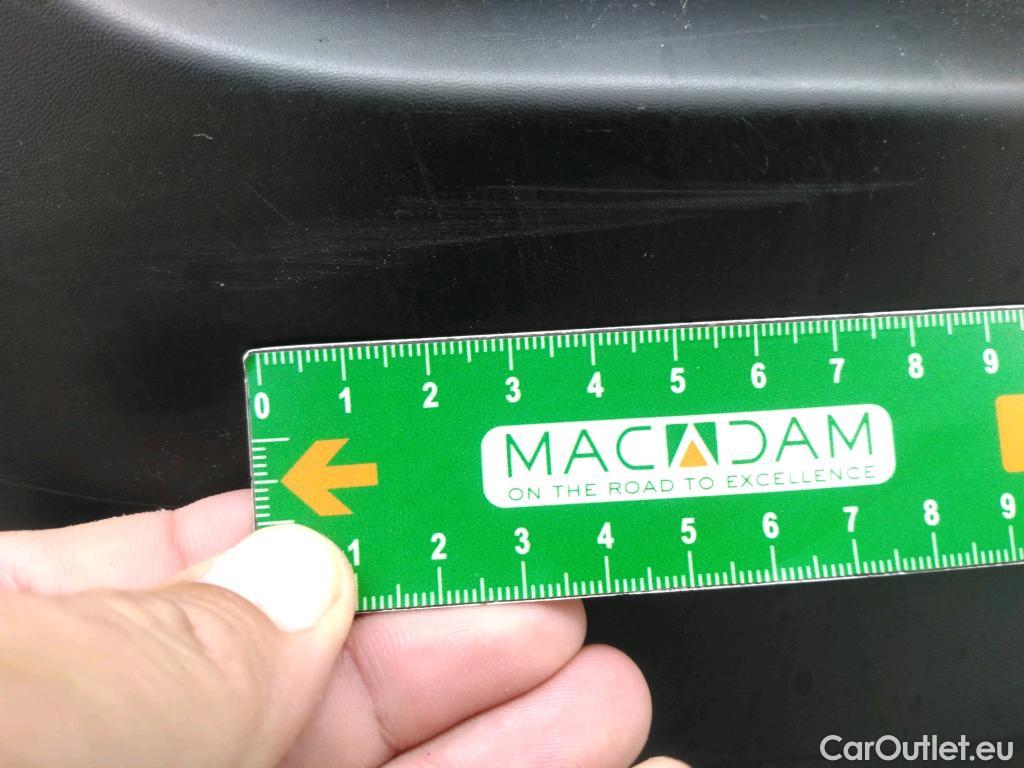 0 1 2 3 4 5 6 7 8 9
MACADAM
ON THE ROAD TO EXCELLENCE
1 2 3 4 5 6 7 8 9
CarOutlet.eu